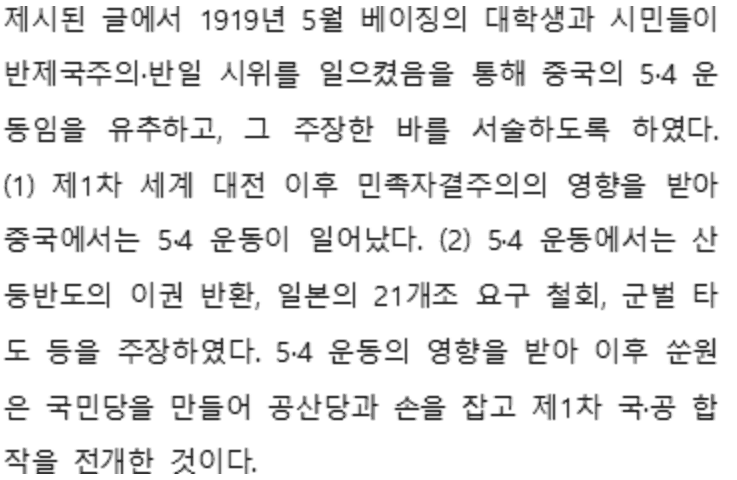 제시된 글에서 1919년 5월 베이징의 대학생과 시민들이
반제국주의·반일 시위를 일으켰음을 통해 중국의 5·4 운
동임을 유추하고, 그 주장한 바를 서술하도록 하였다.
(1) 제1차 세계 대전 이후 민족자결주의의 영향을 받아
중국에서는 5·4 운동이 일어났다. (2) 5·4 운동에서는 산
둥반도의 이권 반환, 일본의 21개조 요구 철회, 군벌 타
도 등을 주장하였다. 5·4 운동의 영향을 받아 이후 쑨원
은 국민당을 만들어 공산당과 손을 잡고 제1차 국·공 합
작을 전개한 것이다.